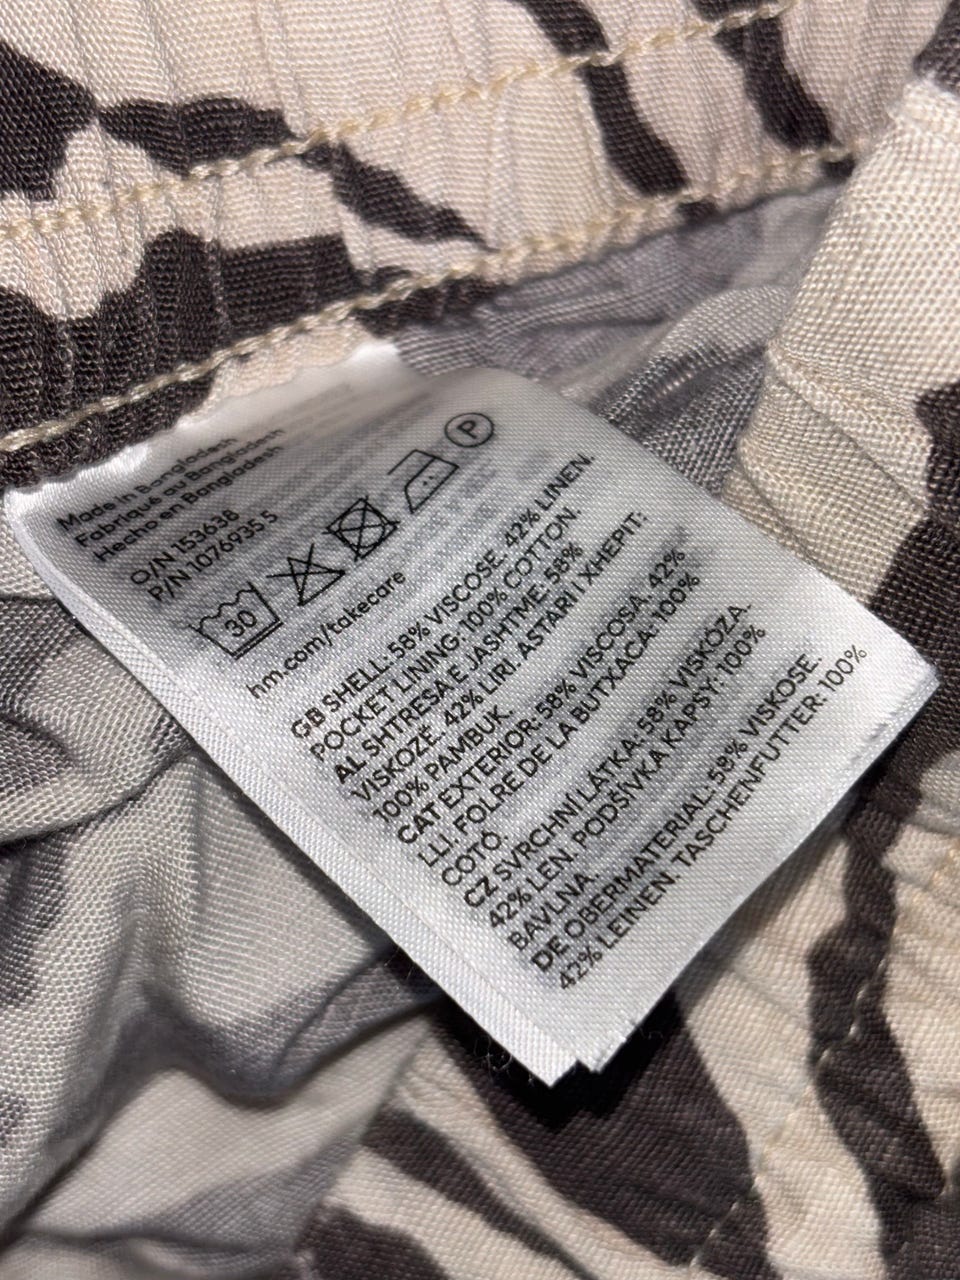 Made in Bangladesh
Fabriqué au Bangladesh
Hecho en Bangladesh
O/N 153638
P/N 1076935 5
30
P
hm.com/takecare
GB SHELL: 58% VISCOSE. 42% LINEN.
POCKET LINING: 100% COTTON.
AL SHTRESA E JASHTME: 58%
VISKOZË. 42% LIRI. ASTARI I XHEPIT:
100% PAMBUK.
CAT EXTERIOR: 58% VISCOSA. 42%
LLI. FOLRE DE LA BUTXACA: 100%
COTÓ.
CZ SVRCHNÍ LÁTKA: 58% VISKÓZA.
42% LEN. PODŠÍVKA KAPSY: 100%
BAVLNA.
DE OBERMATERIAL: 58% VISKOSE.
42% LEINEN. TASCHENFUTTER: 100%